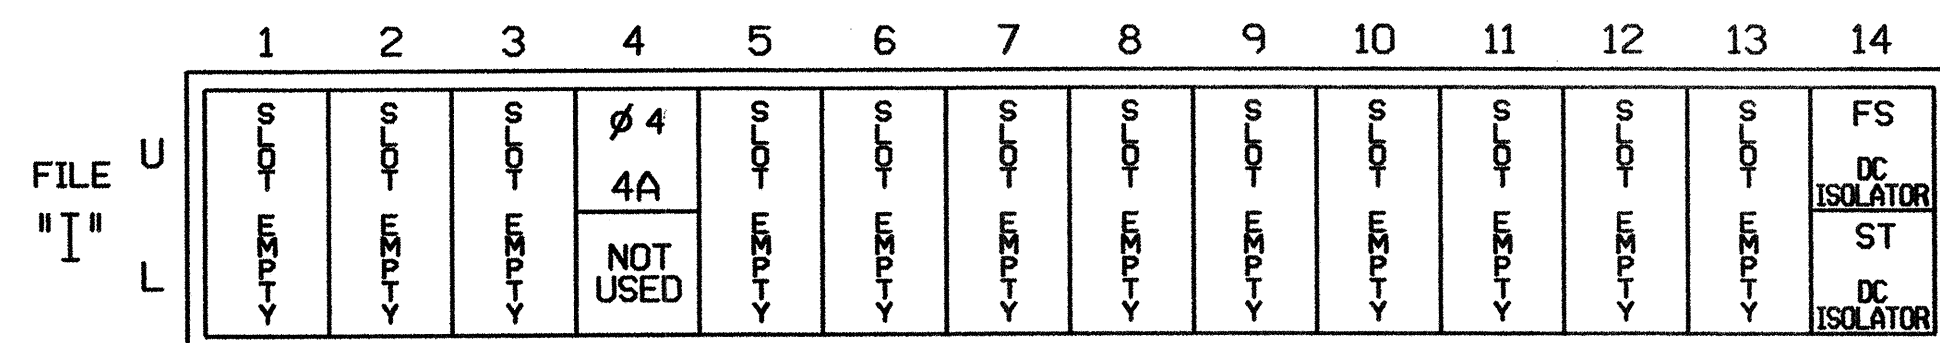 1 2 3 4 5 6 7 8 9 10 11 12 13 14
FILE "I"
U
L
SLOT EMPTY
SLOT EMPTY
SLOT EMPTY
Ø 4
4A
NOT
USED
SLOT EMPTY
SLOT EMPTY
SLOT EMPTY
SLOT EMPTY
SLOT EMPTY
SLOT EMPTY
SLOT EMPTY
SLOT EMPTY
SLOT EMPTY
FS
DC
ISOLATOR
ST
DC
ISOLATOR